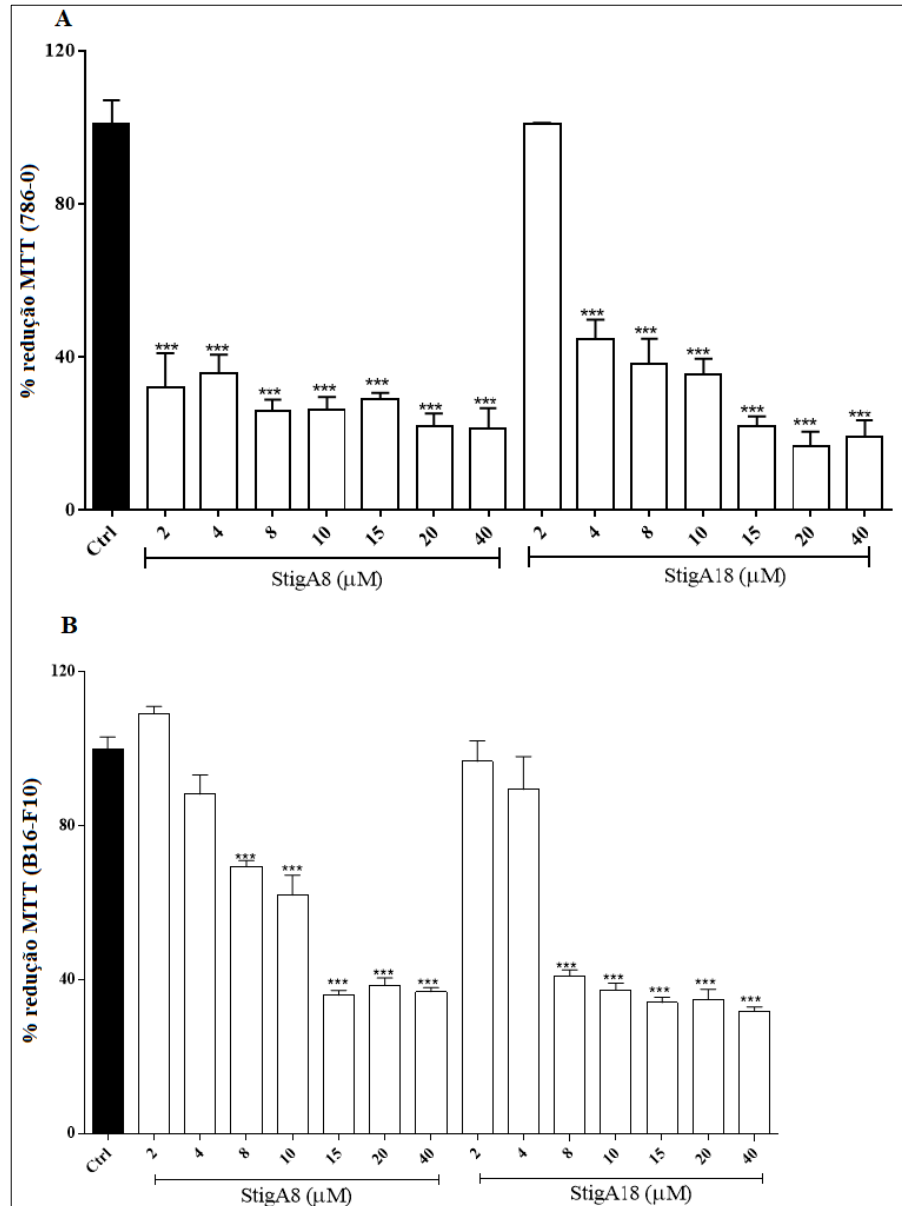 A
120
80
40
0
% redução MTT (786-0)
*** *** *** *** *** *** ***
*** *** *** *** *** ***
Ctrl 2 4 8 10 15 20 40 2 4 8 10 15 20 40
StigA8 (μM) StigA18 (μM)
B
120
80
40
0
% redução MTT (B16-F10)
*** *** *** *** ***
*** *** *** *** ***
Ctrl 2 4 8 10 15 20 40 2 4 8 10 15 20 40
StigA8 (μM) StigA18 (μM)